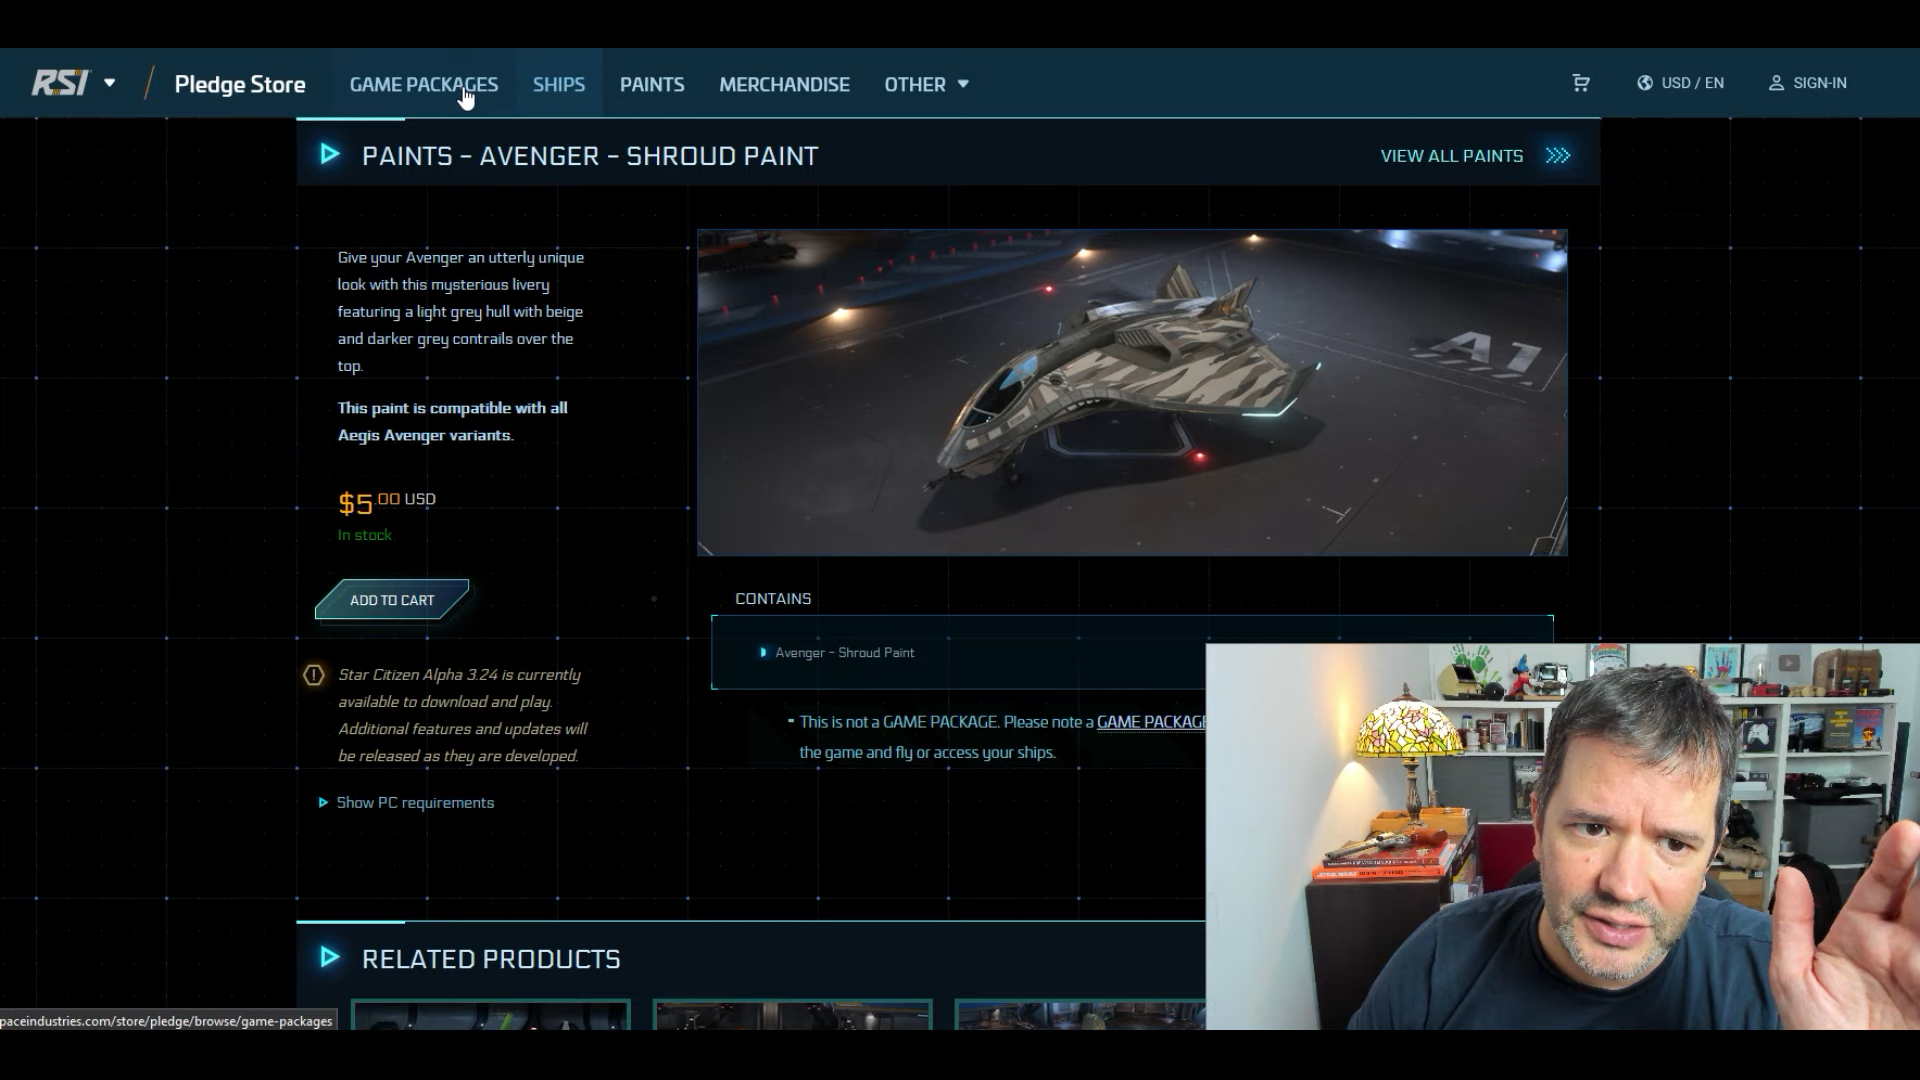 RSI
Pledge Store
GAME PACKAGES
SHIPS
PAINTS
MERCHANDISE
OTHER
USD / EN
SIGN-IN
PAINTS - AVENGER - SHROUD PAINT
VIEW ALL PAINTS
Give your Avenger an utterly unique
look with this mysterious livery
featuring a light grey hull with beige
and darker grey contrails over the
top.
This paint is compatible with all
Aegis Avenger variants.
$5.00 USD
In stock
ADD TO CART
Star Citizen Alpha 3.24 is currently
available to download and play.
Additional features and updates will
be released as they are developed.
Show PC requirements
A1
CONTAINS
Avenger - Shroud Paint
- This is not a GAME PACKAGE. Please note a GAME PACKAGE
the game and fly or access your ships.
RELATED PRODUCTS
paceindustries.com/store/pledge/browse/game-packages